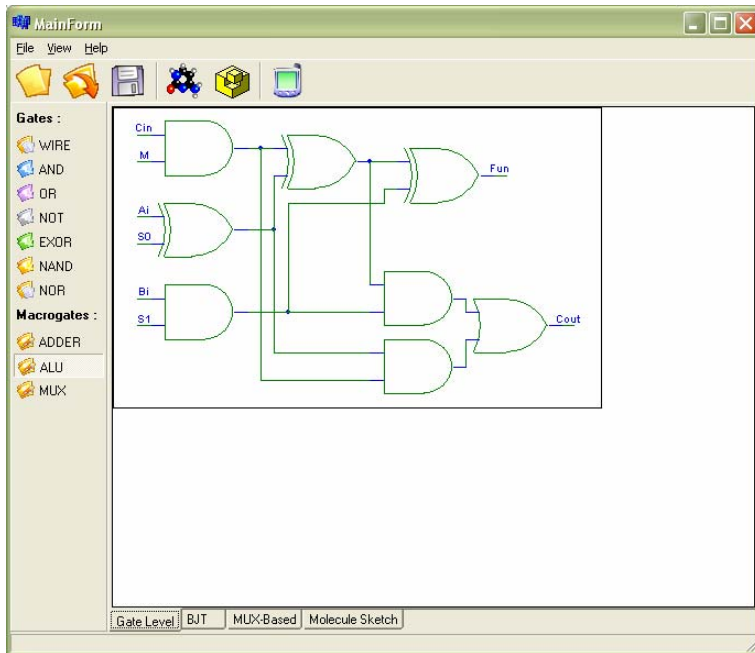 MainForm
File View Help
Gates :
WIRE
AND
OR
NOT
EXOR
NAND
NOR
Macrogates :
ADDER
ALU
MUX
Cin
M
Ai
S0
Bi
S1
Fun
Cout
Gate Level BJT MUX-Based Molecule Sketch